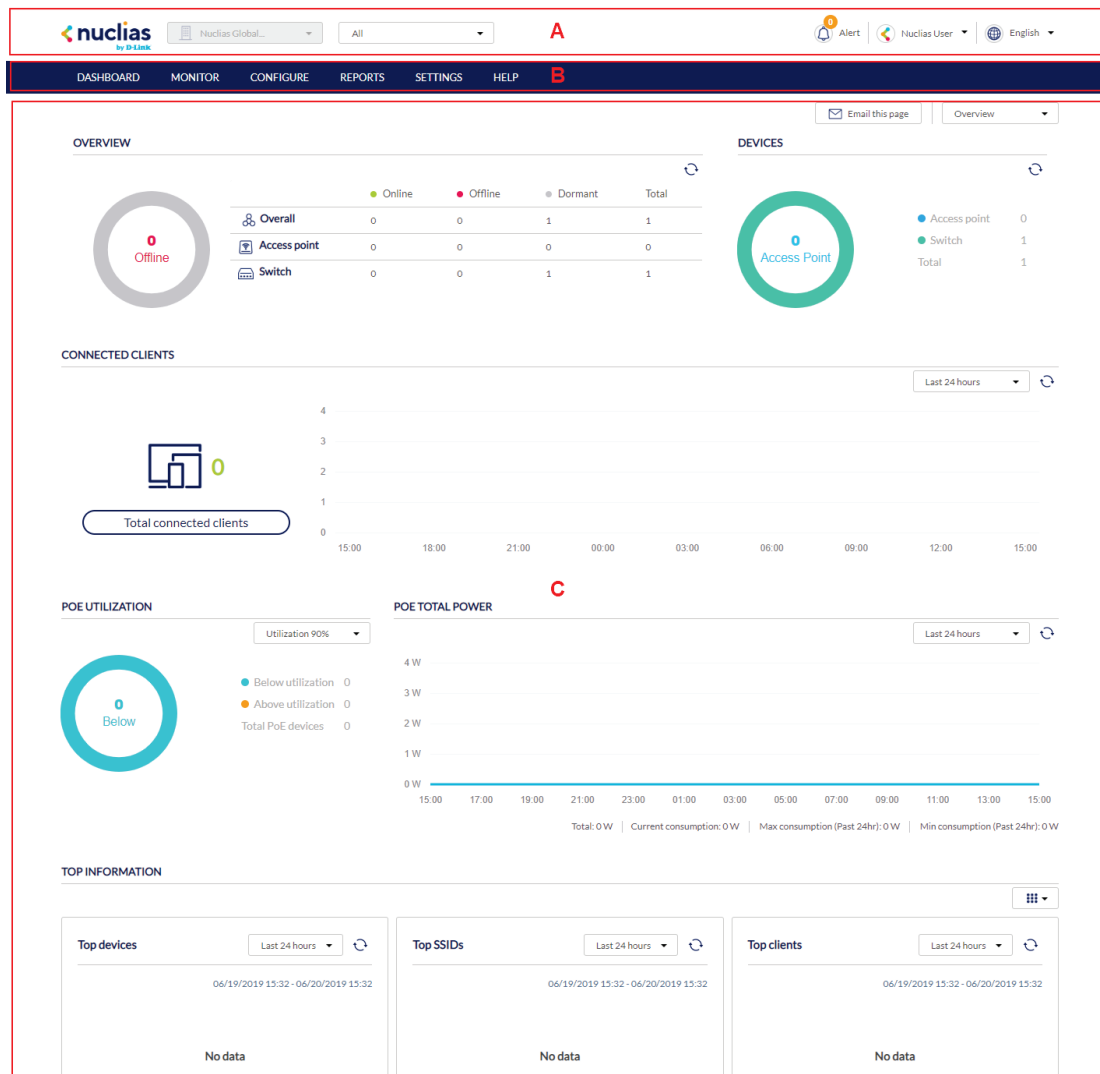 nuclias
by D-Link
Nuclias Global...
All
A
0
Alert
Nuclias User
English
DASHBOARD MONITOR CONFIGURE REPORTS SETTINGS HELP B
Email this page
Overview
OVERVIEW
Online Offline Dormant Total
0
Offline
Overall 0 0 1 1
Access point 0 0 0 0
Switch 0 0 1 1
DEVICES
0
Access Point
Access point 0
Switch 1
Total 1
CONNECTED CLIENTS
Last 24 hours
0
Total connected clients
4
3
2
1
0
15:00 18:00 21:00 00:00 03:00 06:00 09:00 12:00 15:00
C
POE UTILIZATION
Utilization 90%
0
Below
Below utilization 0
Above utilization 0
Total PoE devices 0
POE TOTAL POWER
Last 24 hours
4 W
3 W
2 W
1 W
0 W
15:00 17:00 19:00 21:00 23:00 01:00 03:00 05:00 07:00 09:00 11:00 13:00 15:00
Total: 0 W Current consumption: 0 W Max consumption (Past 24hr): 0 W Min consumption (Past 24hr): 0 W
TOP INFORMATION
Top devices
Last 24 hours
06/19/2019 15:32 - 06/20/2019 15:32
No data
Top SSIDs
Last 24 hours
06/19/2019 15:32 - 06/20/2019 15:32
No data
Top clients
Last 24 hours
06/19/2019 15:32 - 06/20/2019 15:32
No data